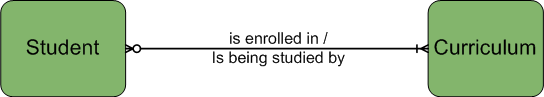 Student
is enrolled in /
Is being studied by
Curriculum